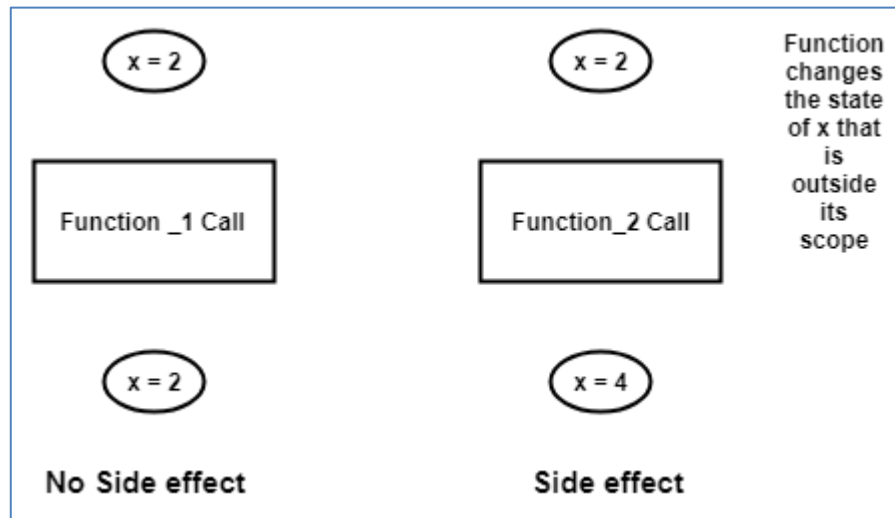 x = 2
Function _1 Call
x = 2
No Side effect
x = 2
Function_2 Call
x = 4
Side effect
Function
changes
the state
of x that
is
outside
its
scope